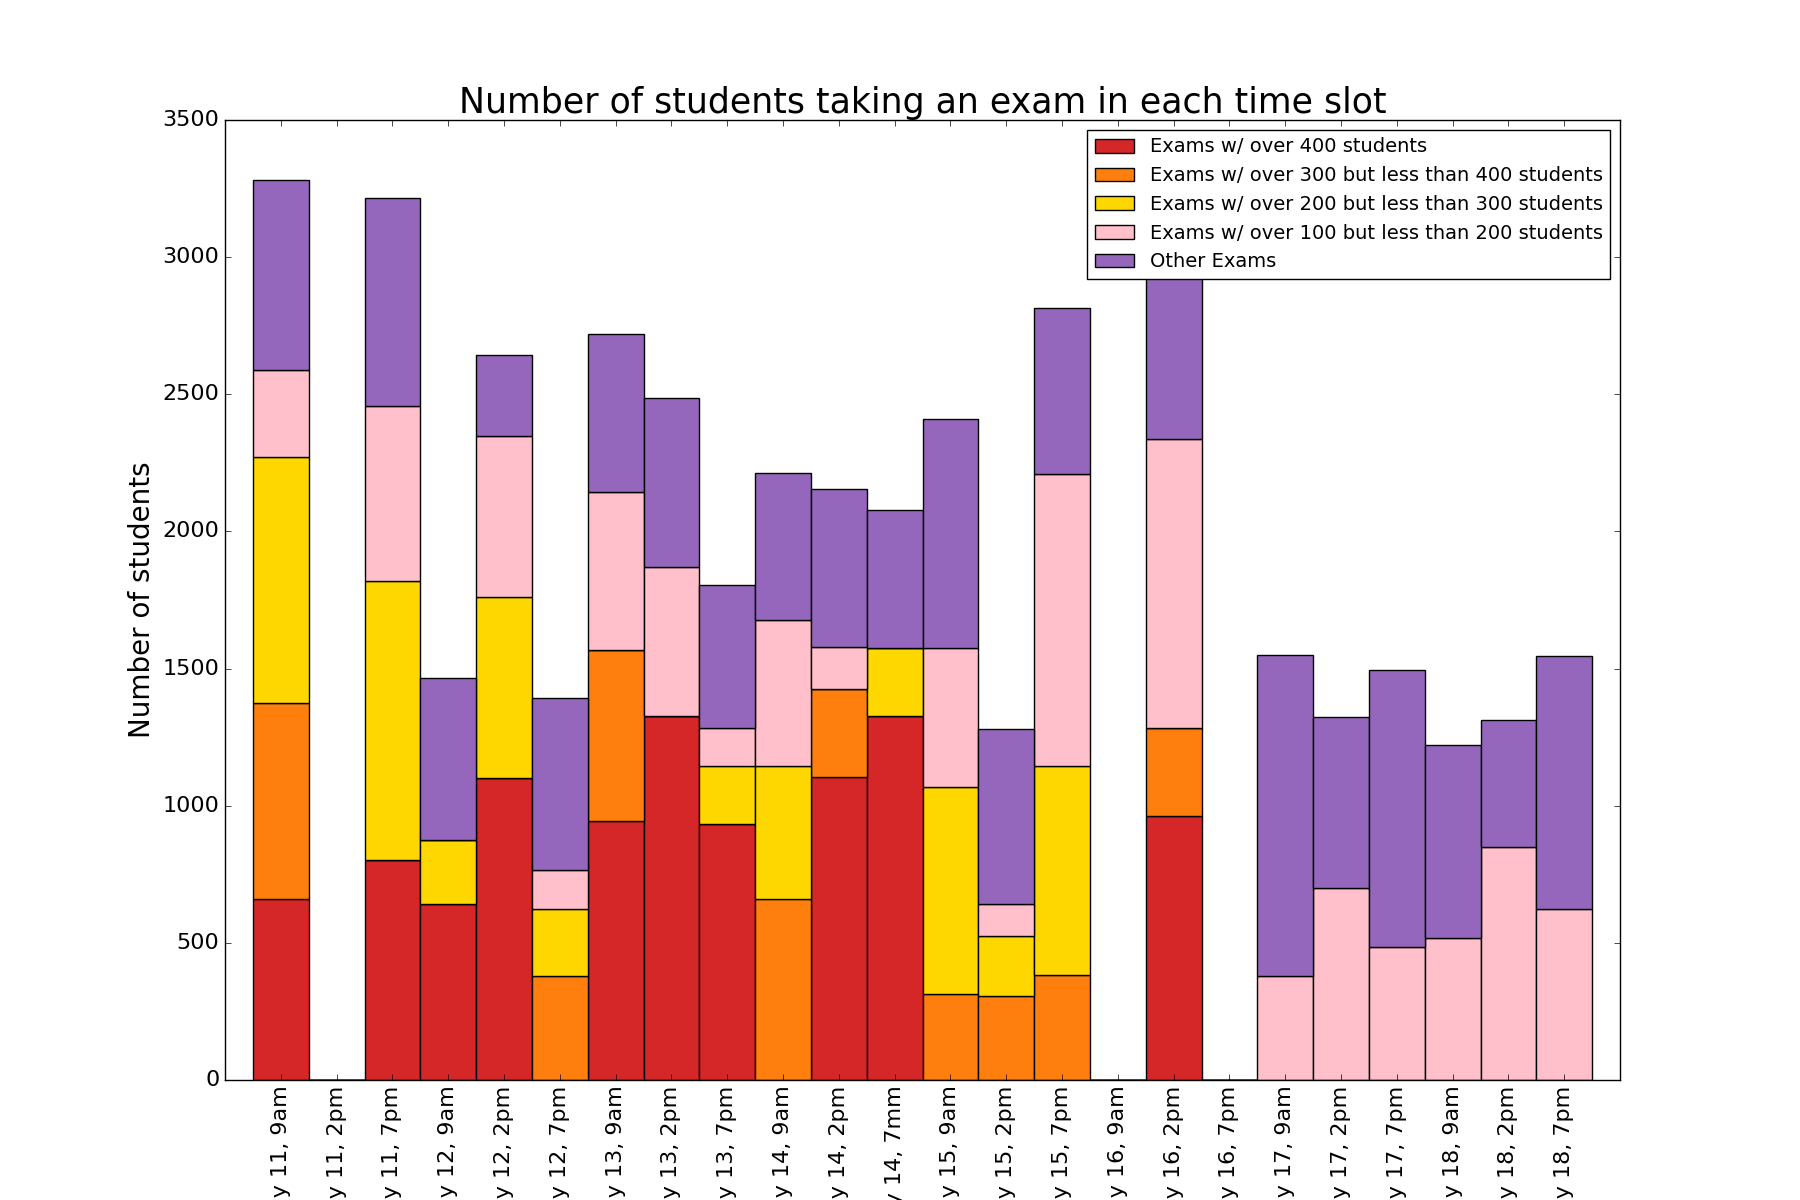 Number of students taking an exam in each time slot
Exams w/ over 400 students
Exams w/ over 300 but less than 400 students
Exams w/ over 200 but less than 300 students
Exams w/ over 100 but less than 200 students
Other Exams
Number of students
3500
3000
2500
2000
1500
1000
500
0
y 11, 9am
y 11, 2pm
y 11, 7pm
y 12, 9am
y 12, 2pm
y 12, 7pm
y 13, 9am
y 13, 2pm
y 13, 7pm
y 14, 9am
y 14, 2pm
y 14, 7mm
y 15, 9am
y 15, 2pm
y 15, 7pm
y 16, 9am
y 16, 2pm
y 16, 7pm
y 17, 9am
y 17, 2pm
y 17, 7pm
y 18, 9am
y 18, 2pm
y 18, 7pm